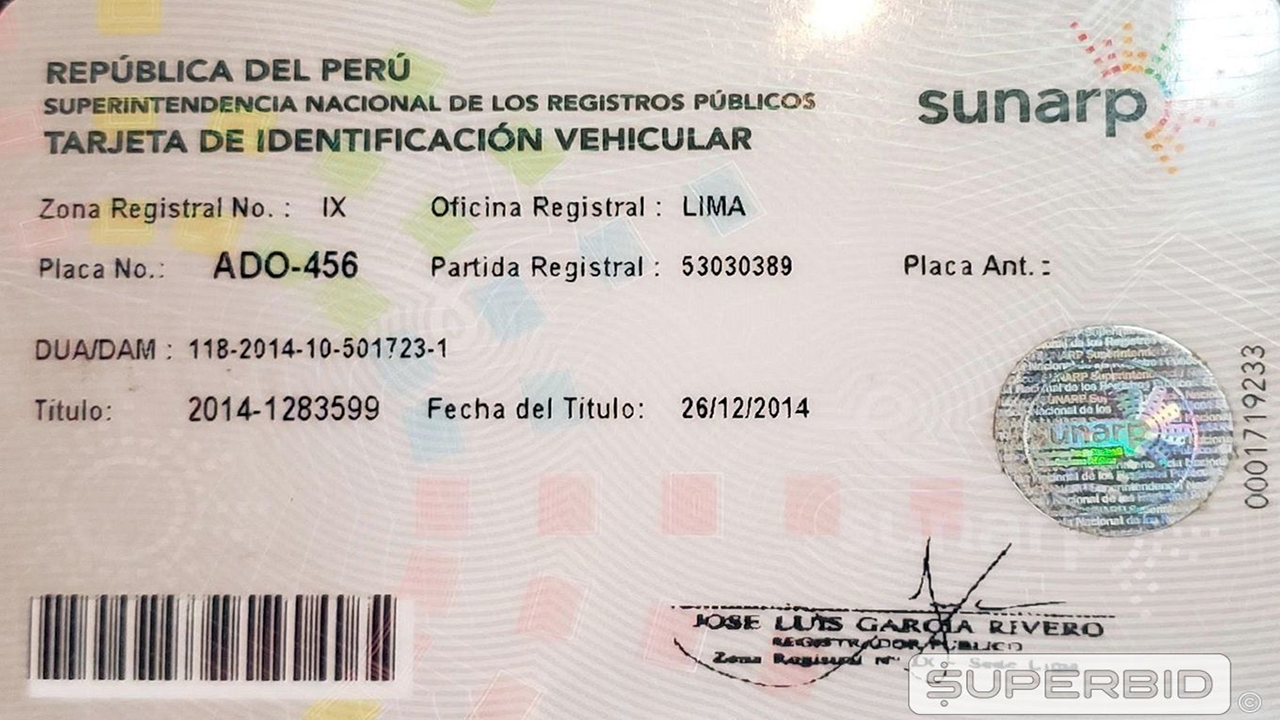 REPÚBLICA DEL PERÚ
SUPERINTENDENCIA NACIONAL DE LOS REGISTROS PÚBLICOS
TARJETA DE IDENTIFICACIÓN VEHICULAR
sunarp
Zona Registral No. : IX Oficina Registral : LIMA
Placa No.: ADO-456 Partida Registral : 53030389 Placa Ant. :
DUA/DAM : 118-2014-10-501723-1
Título: 2014-1283599 Fecha del Título: 26/12/2014
0001719233
sunarp
JOSE LUIS GARCIA RIVERO
REGISTRADOR PÚBLICO
Zona Registral Nº IX - Sede Lima
SUPERBID ©